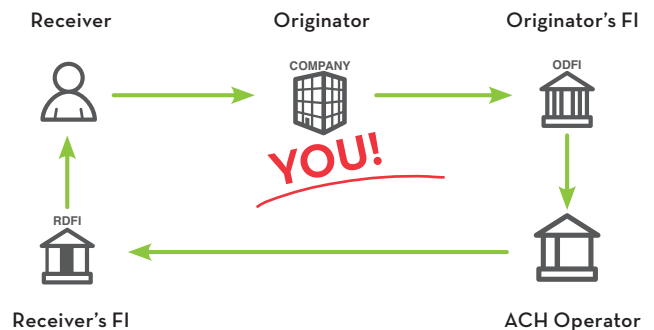 Receiver
Originator
Originator's FI
COMPANY
ODFI
YOU!
RDFI
Receiver's FI
ACH Operator